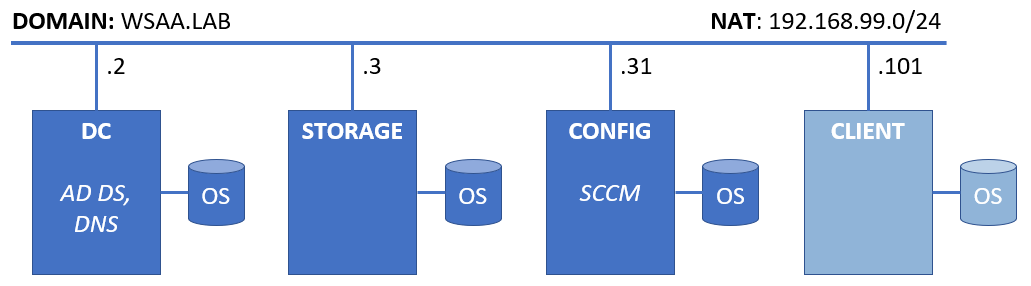 DOMAIN: WSAA.LAB
NAT: 192.168.99.0/24
.2
.3
.31
.101
DC
AD DS,
DNS
OS
STORAGE
OS
CONFIG
SCCM
OS
CLIENT
OS